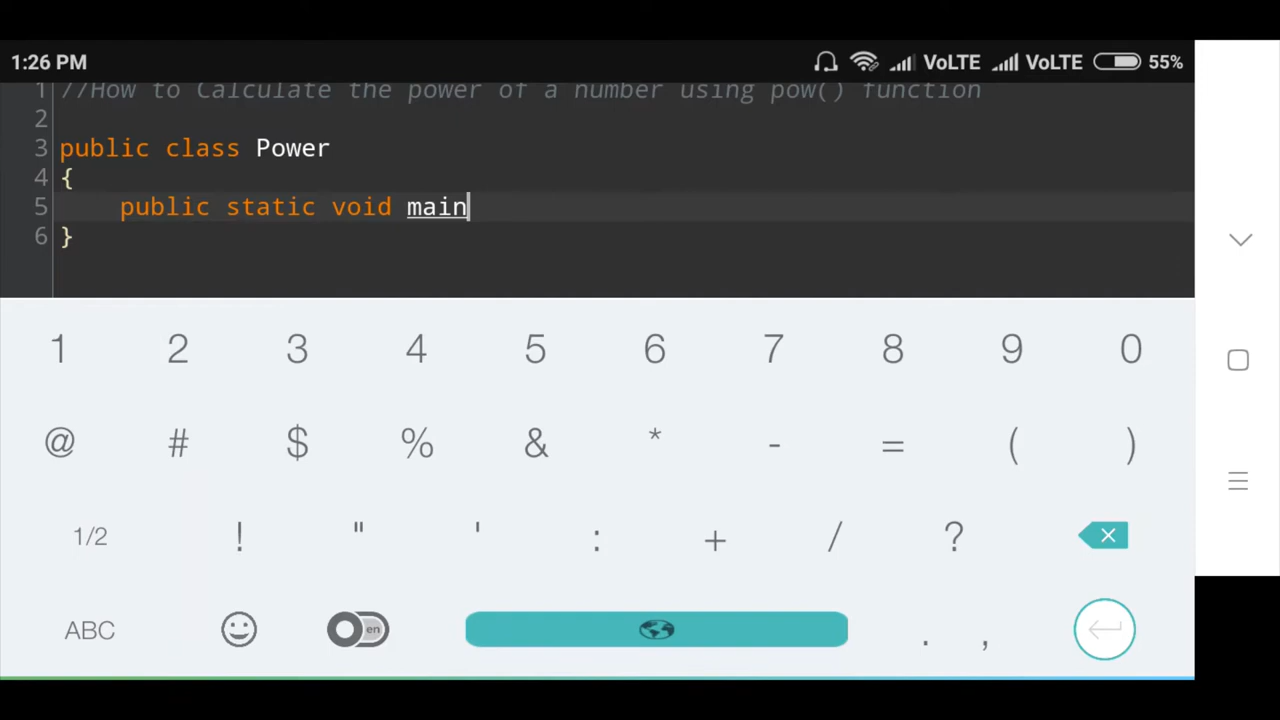 1:26 PM VoLTE VoLTE 55%
1 //How to Calculate the power of a number using pow() function
2
3 public class Power
4 {
5 public static void main
6 }
1 2 3 4 5 6 7 8 9 0
@ # $ % & * - = ( )
1/2 ! " ' : + / ?
ABC en . ,